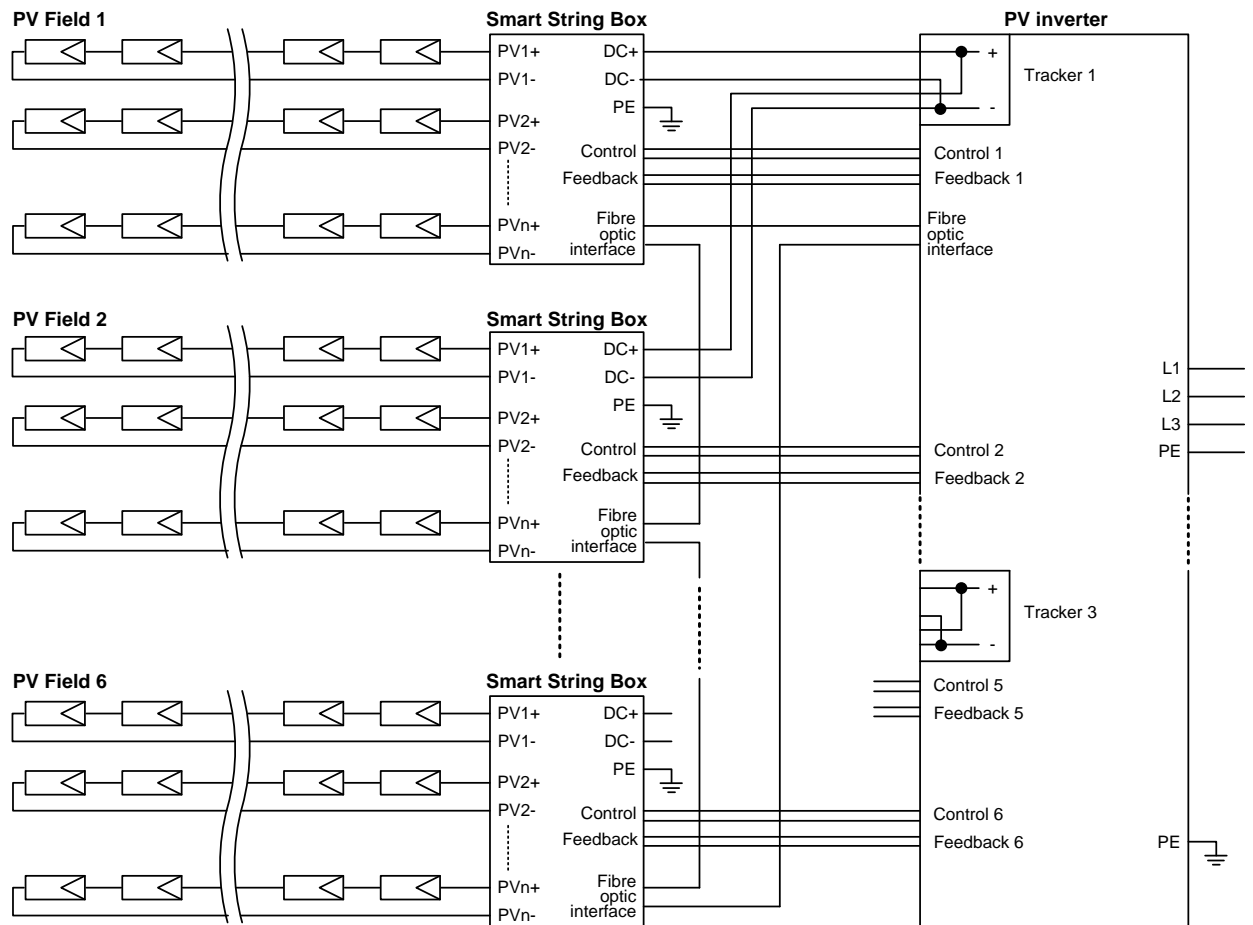 PV Field 1
Smart String Box
PV inverter
PV1+
DC+
+
Tracker 1
PV1-
DC-
PV2+
PE
-
PV2-
Control
Control 1
Feedback
Feedback 1
PVn+
Fibre
optic
interface
Fibre
optic
interface
PVn-
PV Field 2
Smart String Box
PV1+
DC+
PV1-
DC-
L1
L2
PV2+
PE
L3
PV2-
Control
Control 2
PE
Feedback
Feedback 2
PVn+
Fibre
optic
interface
PVn-
+
Tracker 3
-
PV Field 6
Smart String Box
Control 5
PV1+
DC+
Feedback 5
PV1-
DC-
PV2+
PE
PV2-
Control
Control 6
Feedback
Feedback 6
PE
PVn+
Fibre
optic
interface
PVn-